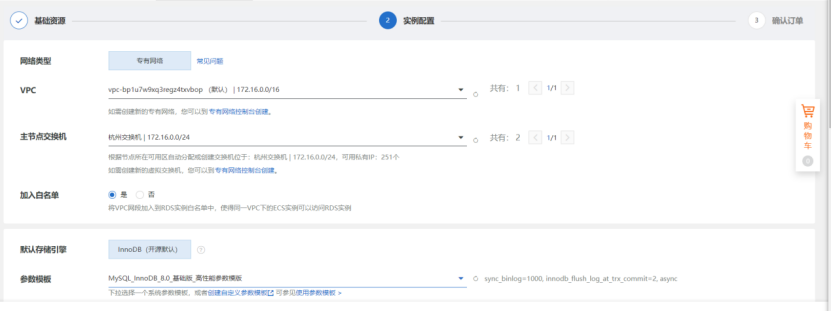 基础资源
2 实例配置
3 确认订单
网络类型 专有网络 常见问题
VPC vpc-bp1u7w9xq3regz4txvbop （默认）| 172.16.0.0/16 共有： 1 < 1/1 >
如需创建新的专有网络，您可以到 专有网络控制台创建。
主节点交换机 杭州交换机 | 172.16.0.0/24 共有： 2 < 1/1 >
根据节点所在可用区自动分配或创建交换机位于：杭州交换机 | 172.16.0.0/24，可用私有IP：251个
如需创建新的虚拟交换机，您可以到专有网络控制台创建。
加入白名单 是 否
将VPC网段加入到RDS实例白名单中，使得同一VPC下的ECS实例可以访问RDS实例
购物车
0
默认存储引擎 InnoDB（开源默认） ?
参数模板 MySQL_InnoDB_8.0_基础版_高性能参数模版 sync_binlog=1000, innodb_flush_log_at_trx_commit=2, async
下拉选择一个系统参数模板，或者创建自定义参数模板 可参见使用参数模板 >